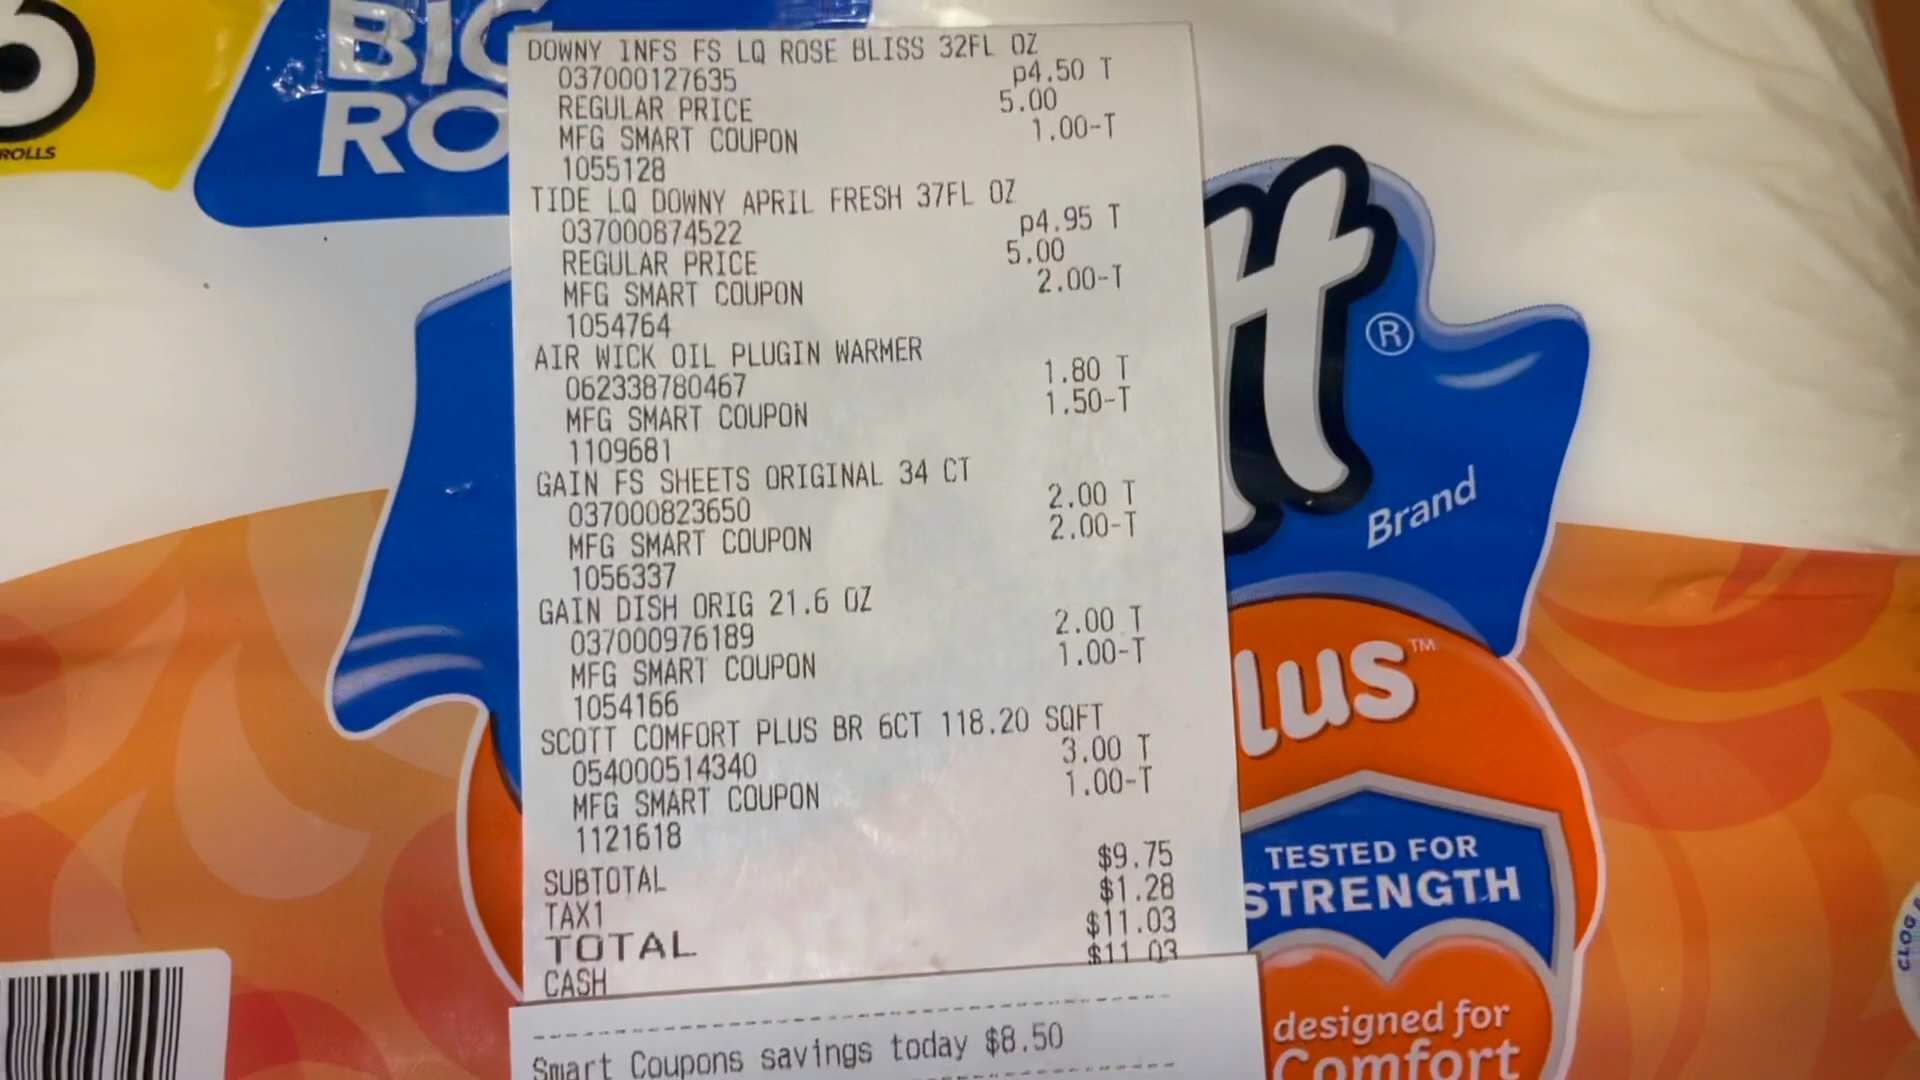 6
ROLLS
BIG
RO
DOWNY INFS FS LQ ROSE BLISS 32FL OZ
037000127635 p4.50 T
REGULAR PRICE 5.00
MFG SMART COUPON 1.00-T
1055128
TIDE LQ DOWNY APRIL FRESH 37FL OZ
037000874522 p4.95 T
REGULAR PRICE 5.00
MFG SMART COUPON 2.00-T
1054764
AIR WICK OIL PLUGIN WARMER
062338780467 1.80 T
MFG SMART COUPON 1.50-T
1109681
GAIN FS SHEETS ORIGINAL 34 CT
037000823650 2.00 T
MFG SMART COUPON 2.00-T
1056337
GAIN DISH ORIG 21.6 OZ
037000976189 2.00 T
MFG SMART COUPON 1.00-T
1054166
SCOTT COMFORT PLUS BR 6CT 118.20 SQFT
054000514340 3.00 T
MFG SMART COUPON 1.00-T
1121618
SUBTOTAL $9.75
TAX1 $1.28
TOTAL $11.03
CASH $11.03
Smart Coupons savings today $8.50
tt ®
Brand
lus™
TESTED FOR
STRENGTH
designed for
Comfort
CLOG